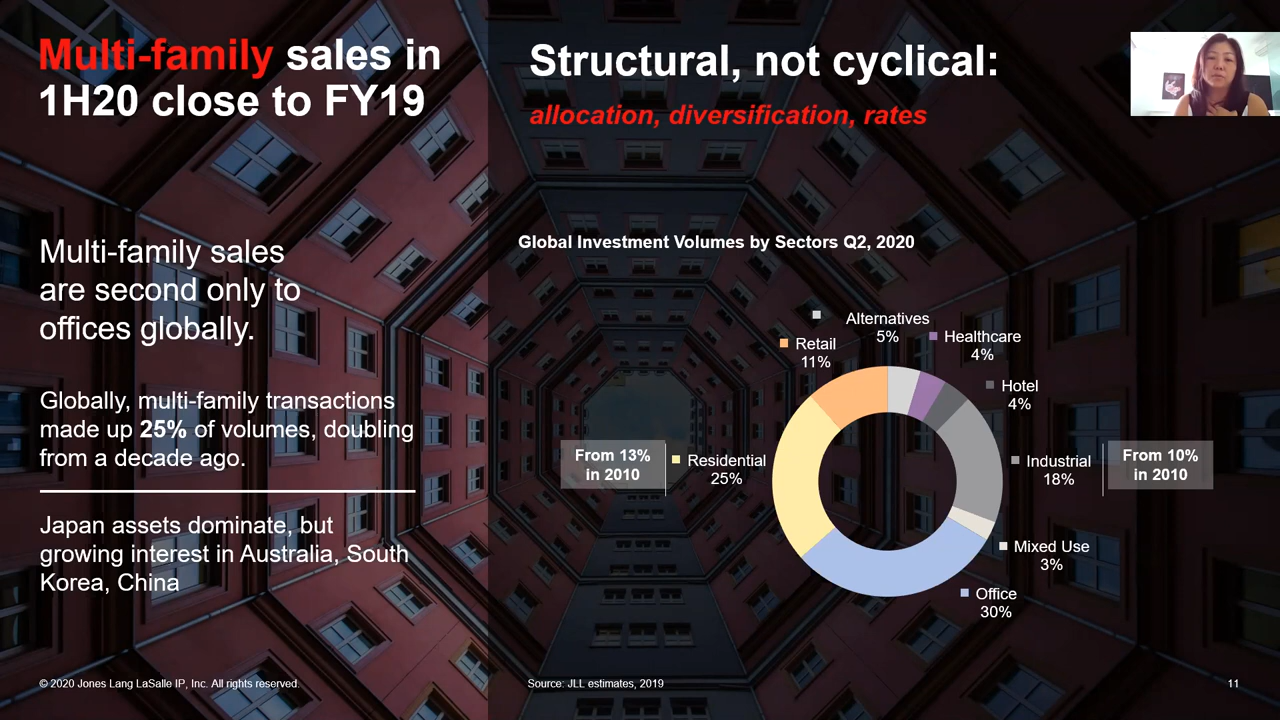 Multi-family sales in
1H20 close to FY19
Multi-family sales
are second only to
offices globally.
Globally, multi-family transactions
made up 25% of volumes, doubling
from a decade ago.
Japan assets dominate, but
growing interest in Australia, South
Korea, China
© 2020 Jones Lang LaSalle IP, Inc. All rights reserved.
Structural, not cyclical:
allocation, diversification, rates
Global Investment Volumes by Sectors Q2, 2020
Alternatives
5%
Healthcare
4%
Retail
11%
Hotel
4%
From 13%
in 2010
Residential
25%
Industrial
18%
From 10%
in 2010
Mixed Use
3%
Office
30%
Source: JLL estimates, 2019
11